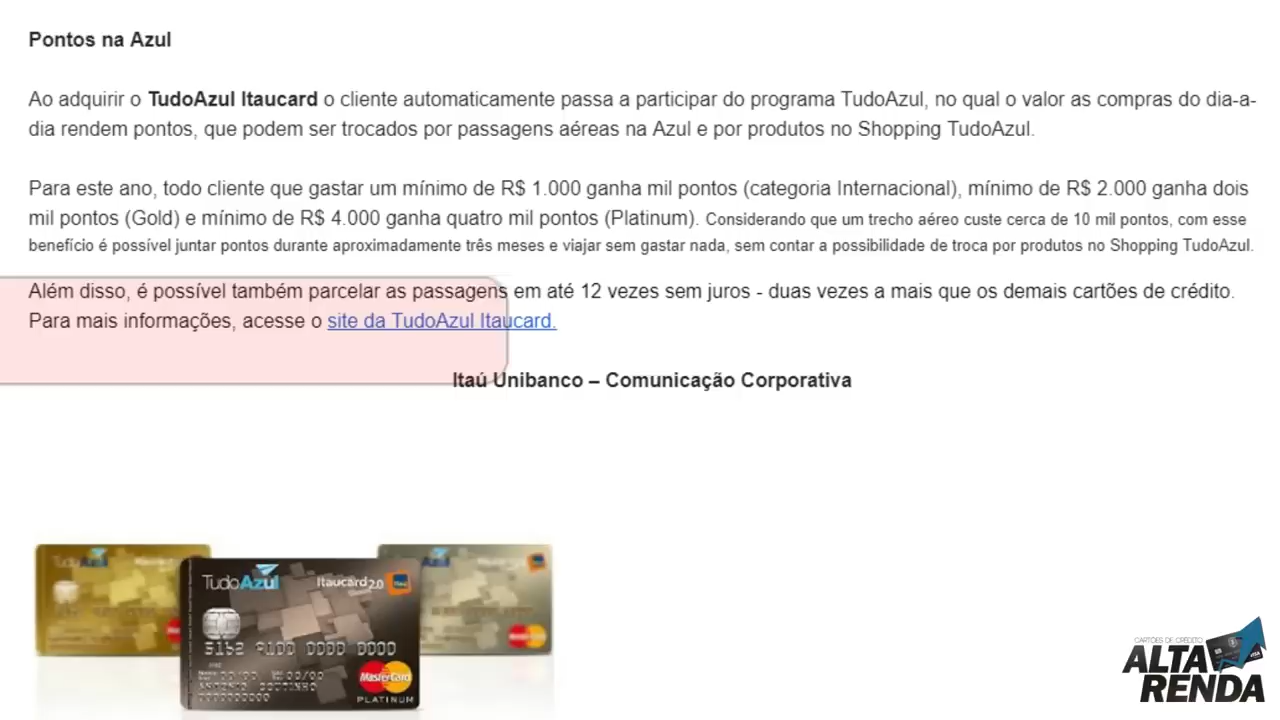 Pontos na Azul
Ao adquirir o TudoAzul Itaucard o cliente automaticamente passa a participar do programa TudoAzul, no qual o valor as compras do dia-a-
dia rendem pontos, que podem ser trocados por passagens aéreas na Azul e por produtos no Shopping TudoAzul.
Para este ano, todo cliente que gastar um mínimo de R$ 1.000 ganha mil pontos (categoria Internacional), mínimo de R$ 2.000 ganha dois
mil pontos (Gold) e mínimo de R$ 4.000 ganha quatro mil pontos (Platinum). Considerando que um trecho aéreo custe cerca de 10 mil pontos, com esse
benefício é possível juntar pontos durante aproximadamente três meses e viajar sem gastar nada, sem contar a possibilidade de troca por produtos no Shopping TudoAzul.
Além disso, é possível também parcelar as passagens em até 12 vezes sem juros - duas vezes a mais que os demais cartões de crédito.
Para mais informações, acesse o site da TudoAzul Itaucard.
Itaú Unibanco – Comunicação Corporativa
TudoAzul
TudoAzul Itaucard 2.0 Itaú
MasterCard
PLATINUM
CARTÕES DE CRÉDITO
ALTA
RENDA